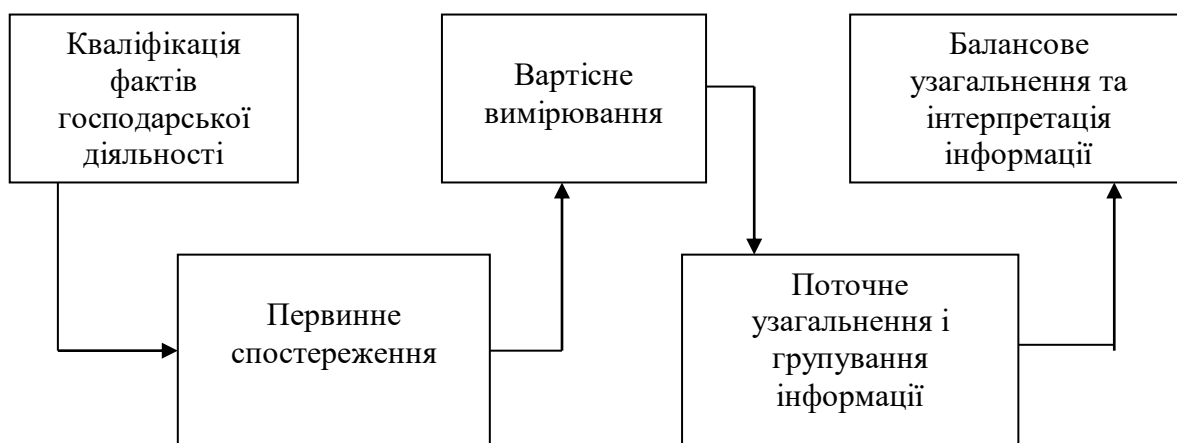 Кваліфікація
фактів
господарської
діяльності
Первинне
спостереження
Вартісне
вимірювання
Поточне
узагальнення і
групування
інформації
Балансове
узагальнення та
інтерпретація
інформації